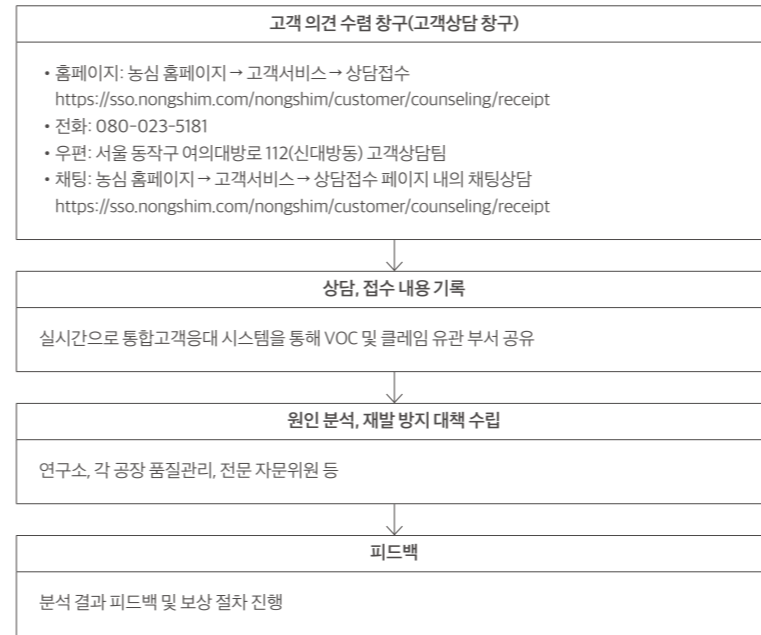 고객 의견 수렴 창구(고객상담 창구)
• 홈페이지: 농심 홈페이지 → 고객서비스 → 상담접수
https://sso.nongshim.com/nongshim/customer/counseling/receipt
• 전화: 080-023-5181
• 우편: 서울 동작구 여의대방로 112(신대방동) 고객상담팀
• 채팅: 농심 홈페이지 → 고객서비스 → 상담접수 페이지 내의 채팅상담
https://sso.nongshim.com/nongshim/customer/counseling/receipt
상담, 접수 내용 기록
실시간으로 통합고객응대 시스템을 통해 VOC 및 클레임 유관 부서 공유
원인 분석, 재발 방지 대책 수립
연구소, 각 공장 품질관리, 전문 자문위원 등
피드백
분석 결과 피드백 및 보상 절차 진행